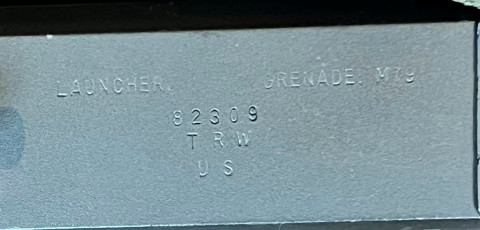 LAUNCHER, GRENADE: M79
82309
TRW
US